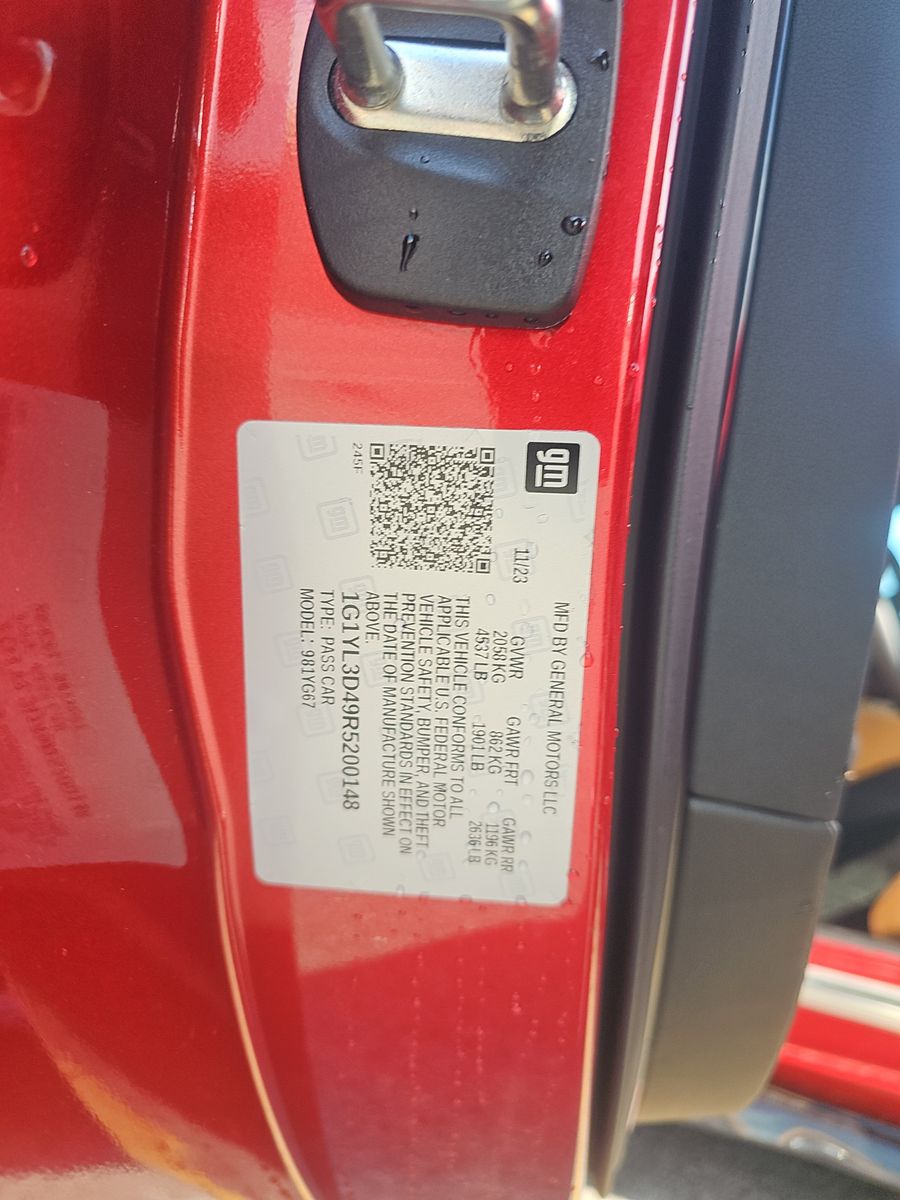 gm
MFD BY GENERAL MOTORS LLC
11/23
GVWR GAWR FRT GAWR RR
2058 KG 862 KG 1196 KG
4537 LB 1901 LB 2636 LB
THIS VEHICLE CONFORMS TO ALL
APPLICABLE U.S. FEDERAL MOTOR
VEHICLE SAFETY, BUMPER, AND THEFT
PREVENTION STANDARDS IN EFFECT ON
THE DATE OF MANUFACTURE SHOWN
ABOVE.
1G1YL3D49R5200148
TYPE: PASS CAR
MODEL: 981YG67
245F